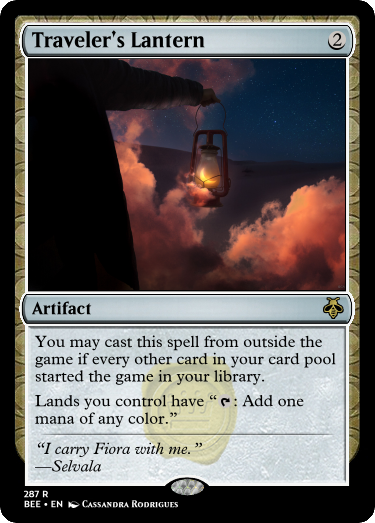 Traveler's Lantern 2
Artifact
You may cast this spell from outside the
game if every other card in your card pool
started the game in your library.
Lands you control have “: Add one
mana of any color.”
“I carry Fiora with me.”
—Selvala
287 R
BEE • EN Cassandra Rodrigues